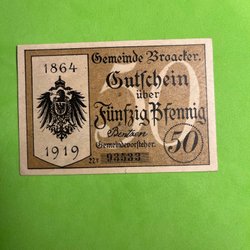 Gemeinde Broacker.
1864
Gutschein
über
Fünfzig Pfennig
1919
Gemeindevorsteher.
50
93533